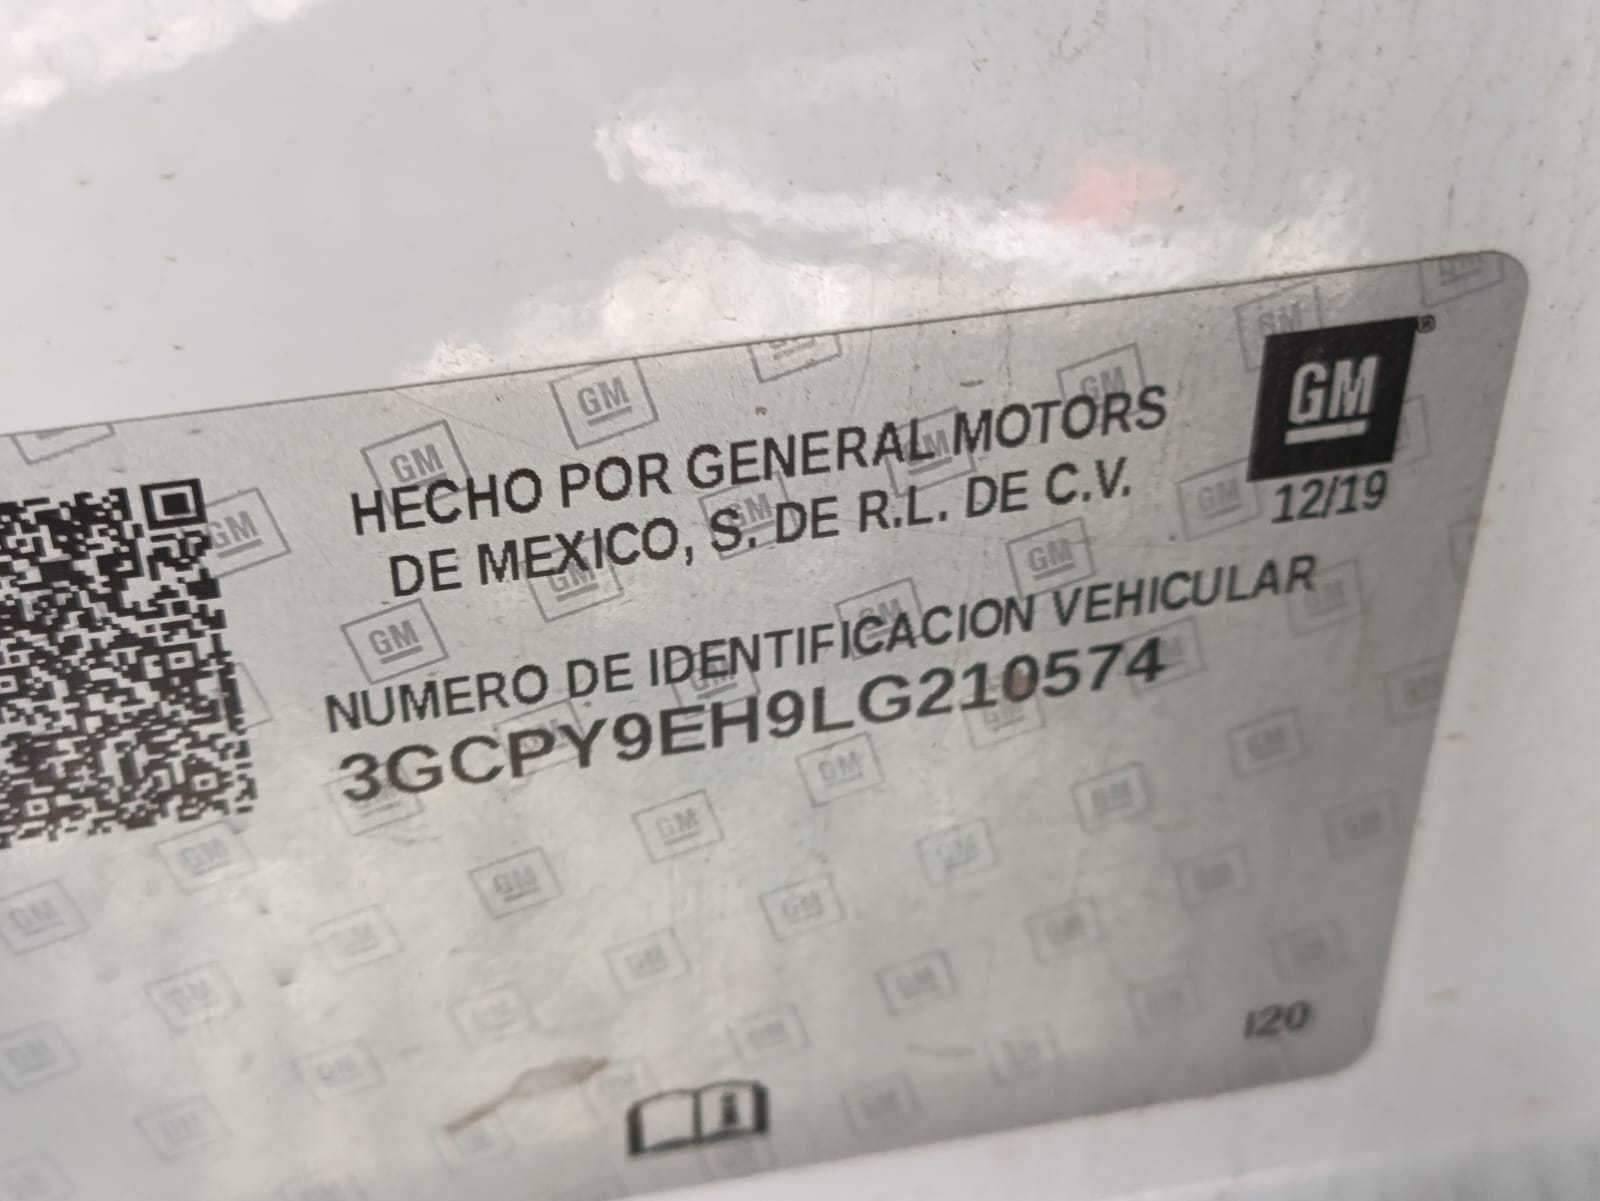 GM®
HECHO POR GENERAL MOTORS
DE MEXICO, S. DE R.L. DE C.V.
12/19
NUMERO DE IDENTIFICACION VEHICULAR
3GCPY9EH9LG210574
I20